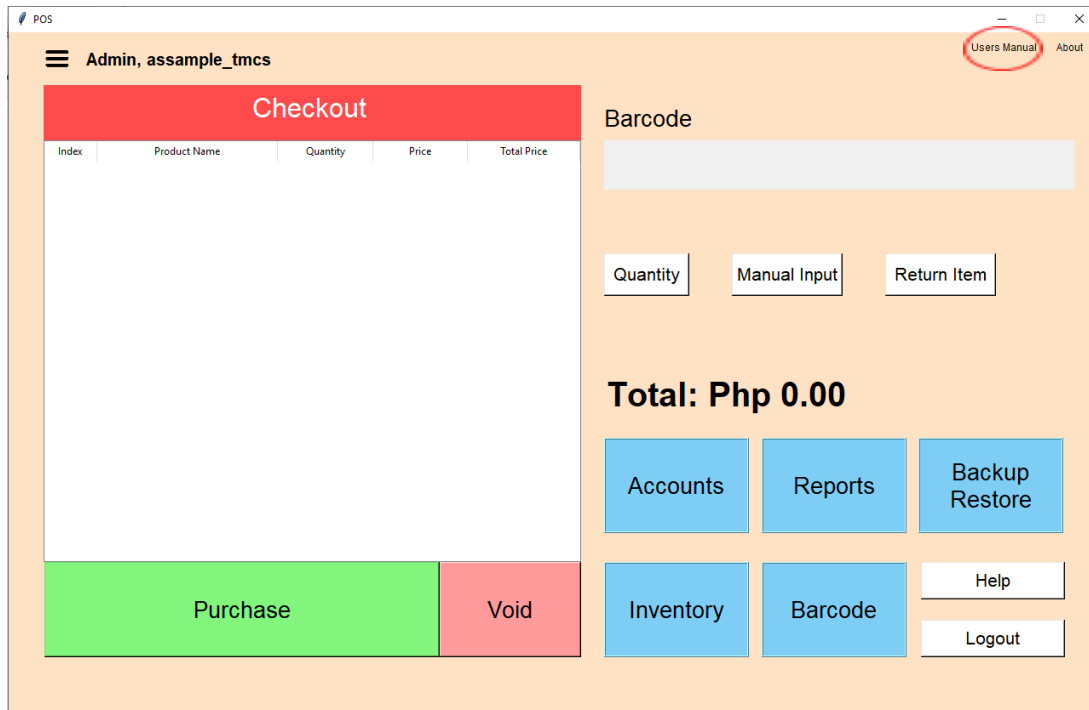 POS
Users Manual About
Admin, assample_tmcs
Checkout
Index Product Name Quantity Price Total Price
Barcode
Quantity Manual Input Return Item
Total: Php 0.00
Accounts Reports Backup
Restore
Purchase Void Inventory Barcode Help
Logout